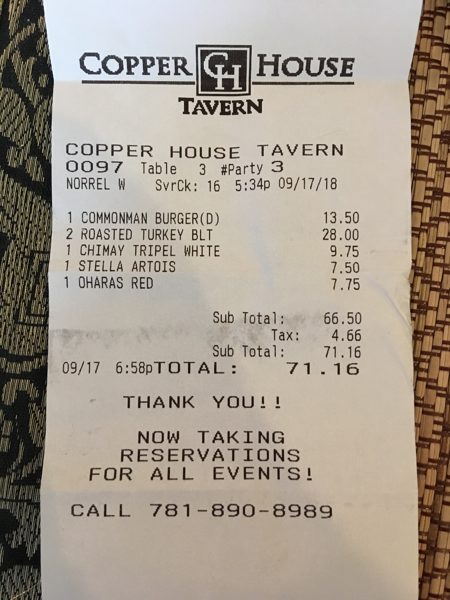 COPPER CH HOUSE
TAVERN
COPPER HOUSE TAVERN
0097 Table 3 #Party 3
NORREL W SvrCk: 16 5:34p 09/17/18
1 COMMONMAN BURGER(D) 13.50
2 ROASTED TURKEY BLT 28.00
1 CHIMAY TRIPEL WHITE 9.75
1 STELLA ARTOIS 7.50
1 OHARAS RED 7.75
Sub Total: 66.50
Tax: 4.66
Sub Total: 71.16
09/17 6:58pTOTAL: 71.16
THANK YOU!!
NOW TAKING
RESERVATIONS
FOR ALL EVENTS!
CALL 781-890-8989